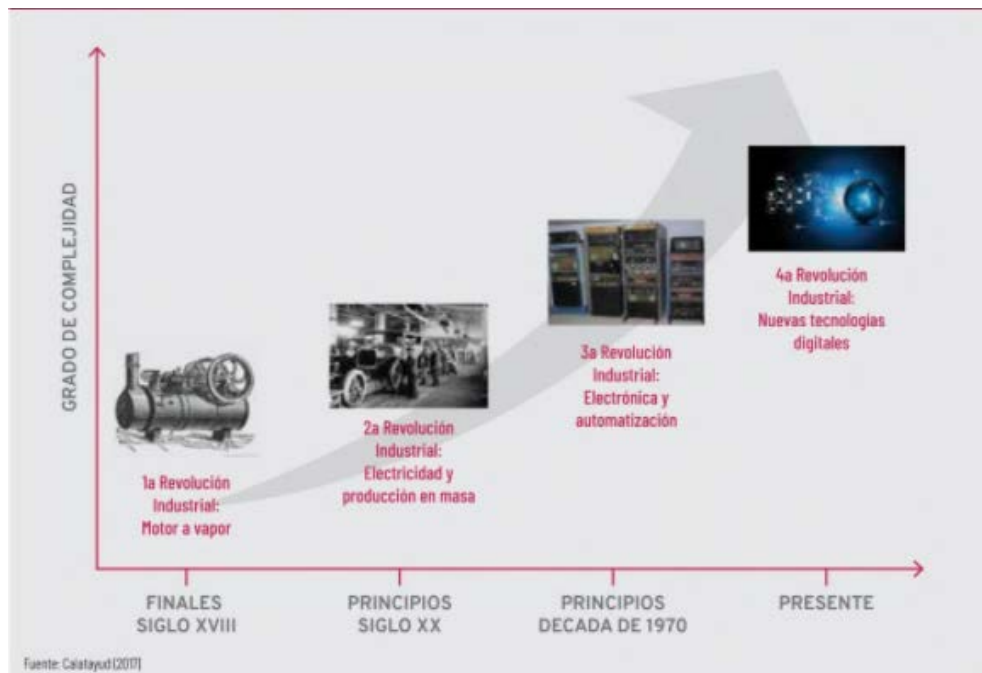 GRADO DE COMPLEJIDAD
1a Revolución
Industrial:
Motor a vapor
2a Revolución
Industrial:
Electricidad y
producción en masa
3a Revolución
Industrial:
Electrónica y
automatización
4a Revolución
Industrial:
Nuevas tecnologías
digitales
FINALES
SIGLO XVIII
PRINCIPIOS
SIGLO XX
PRINCIPIOS
DECADA DE 1970
PRESENTE
Fuente: Calatayud (2017)